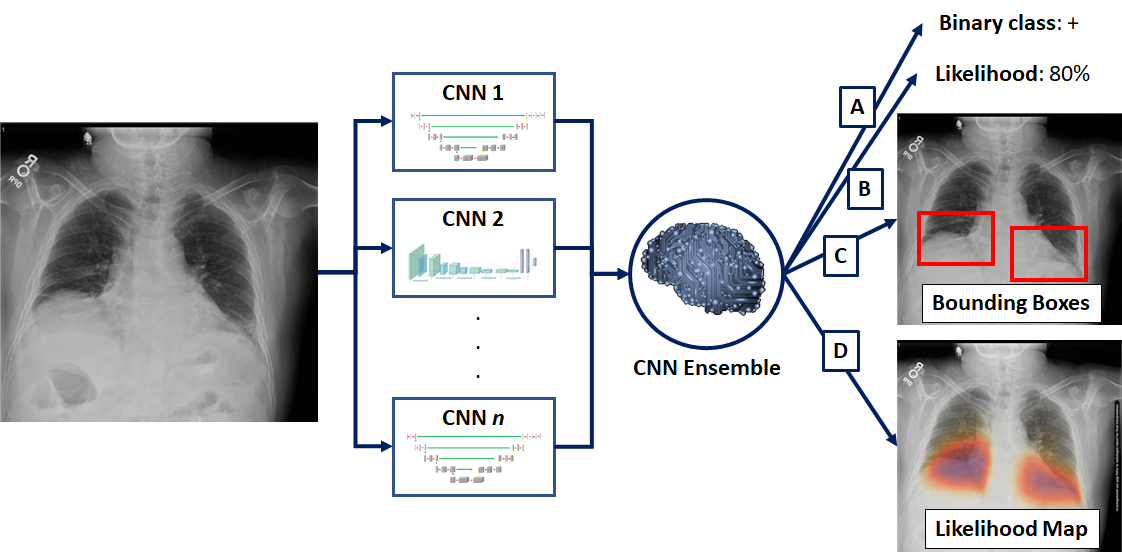 Binary class: +
Likelihood: 80%
A
B
C
D
CNN 1
CNN 2
.
.
.
CNN n
CNN Ensemble
Bounding Boxes
Likelihood Map